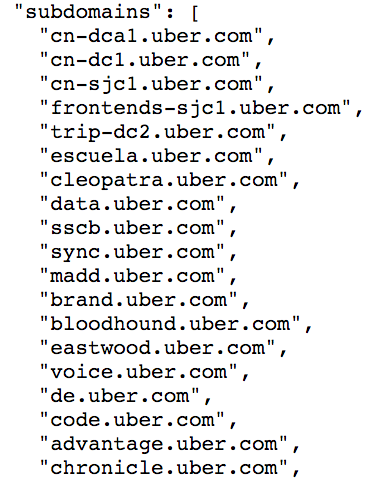 "subdomains": [
"cn-dca1.uber.com",
"cn-dc1.uber.com",
"cn-sjc1.uber.com",
"frontends-sjc1.uber.com",
"trip-dc2.uber.com",
"escuela.uber.com",
"cleopatra.uber.com",
"data.uber.com",
"sscb.uber.com",
"sync.uber.com",
"madd.uber.com",
"brand.uber.com",
"bloodhound.uber.com",
"eastwood.uber.com",
"voice.uber.com",
"de.uber.com",
"code.uber.com",
"advantage.uber.com",
"chronicle.uber.com",